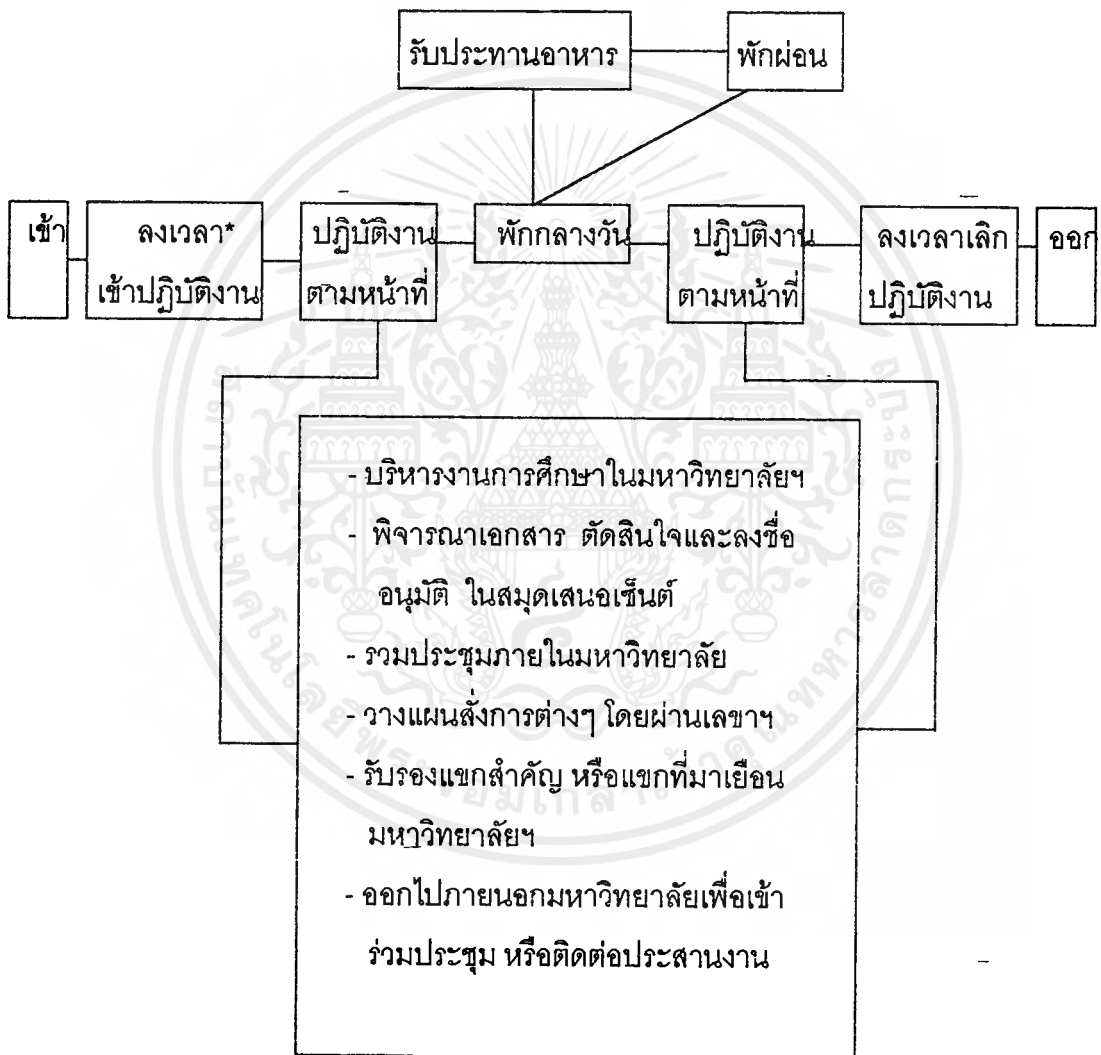 รับประทานอาหาร
พักผ่อน
เข้า
ลงเวลา*
เข้าปฏิบัติงาน
ปฏิบัติงาน
ตามหน้าที่
พักกลางวัน
ปฏิบัติงาน
ตามหน้าที่
ลงเวลาเลิก
ปฏิบัติงาน
ออก
- บริหารงานการศึกษาในมหาวิทยาลัยฯ
- พิจารณาเอกสาร ตัดสินใจและลงชื่อ
อนุมัติ ในสมุดเสนอเซ็นต์
- รวมประชุมภายในมหาวิทยาลัย
- วางแผนสั่งการต่างๆ โดยผ่านเลขาฯ
- รับรองแขกสำคัญ หรือแขกที่มาเยือน
มหาวิทยาลัยฯ
- ออกไปภายนอกมหาวิทยาลัยเพื่อเข้า
ร่วมประชุม หรือติดต่อประสานงาน